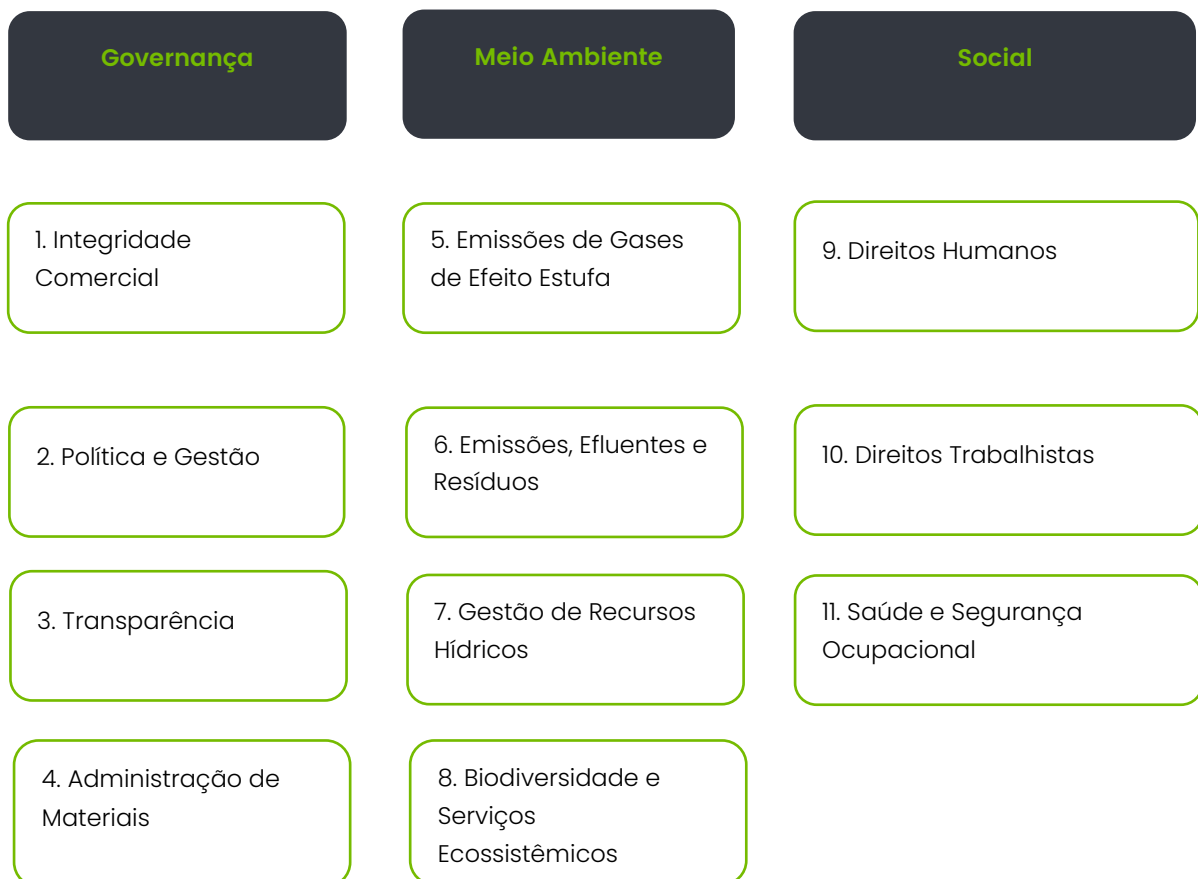 Governança
Meio Ambiente
Social
1. Integridade
Comercial
5. Emissões de Gases
de Efeito Estufa
9. Direitos Humanos
2. Política e Gestão
6. Emissões, Efluentes e
Resíduos
10. Direitos Trabalhistas
3. Transparência
7. Gestão de Recursos
Hídricos
11. Saúde e Segurança
Ocupacional
4. Administração de
Materiais
8. Biodiversidade e
Serviços
Ecossistêmicos